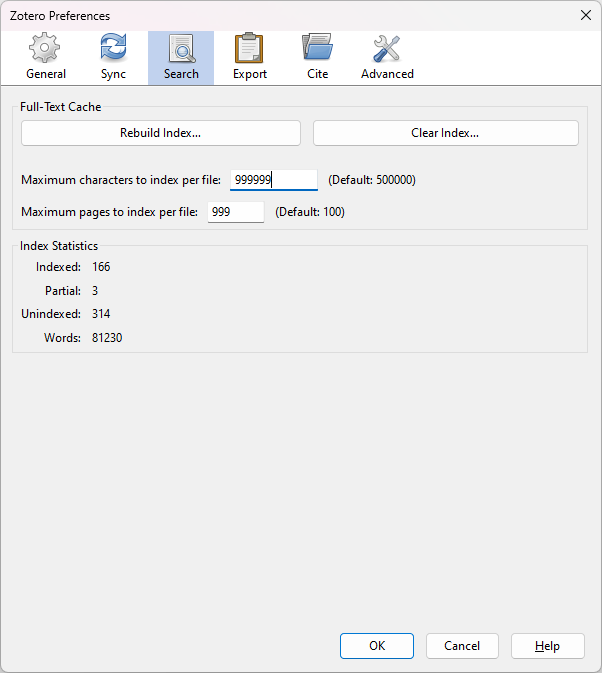 Zotero Preferences
General Sync Search Export Cite Advanced
Full-Text Cache
Rebuild Index... Clear Index...
Maximum characters to index per file: 999999 (Default: 500000)
Maximum pages to index per file: 999 (Default: 100)
Index Statistics
Indexed: 166
Partial: 3
Unindexed: 314
Words: 81230
OK Cancel Help